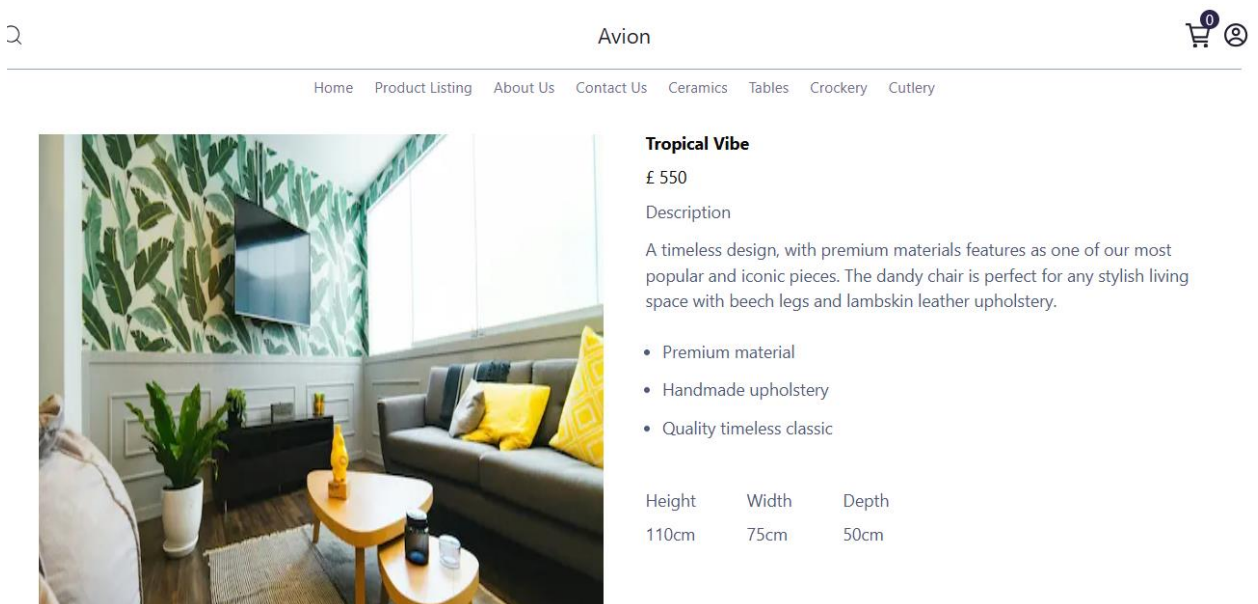 Avion
0
Home Product Listing About Us Contact Us Ceramics Tables Crockery Cutlery
Tropical Vibe
£ 550
Description
A timeless design, with premium materials features as one of our most
popular and iconic pieces. The dandy chair is perfect for any stylish living
space with beech legs and lambskin leather upholstery.
Premium material
Handmade upholstery
Quality timeless classic
Height Width Depth
110cm 75cm 50cm